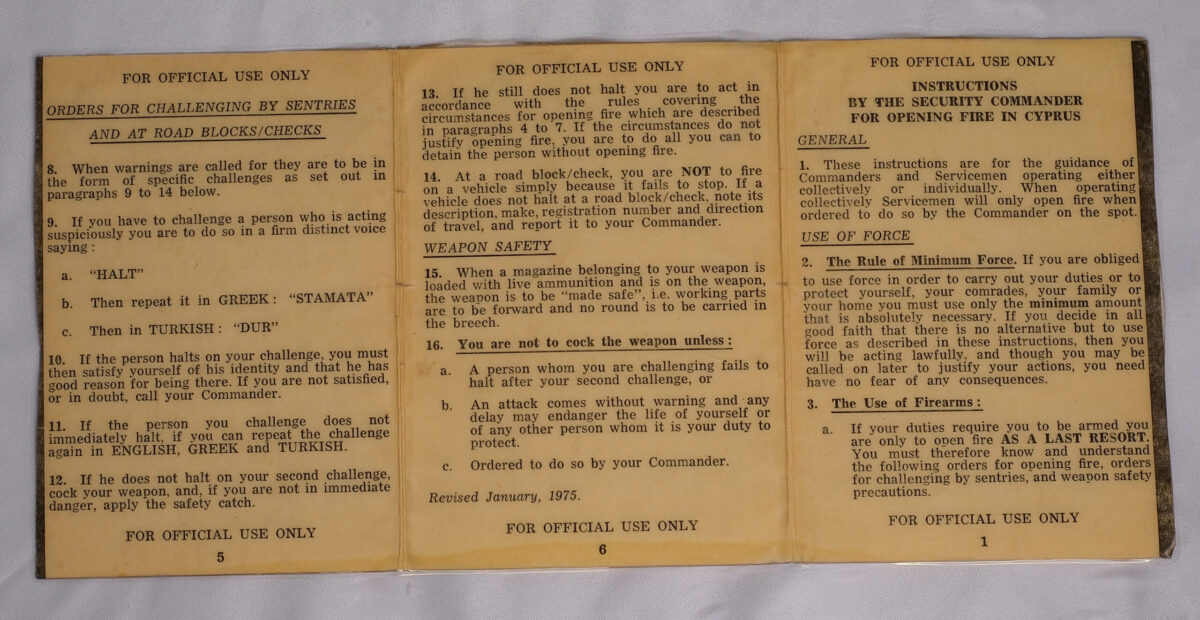 FOR OFFICIAL USE ONLY
ORDERS FOR CHALLENGING BY SENTRIES
AND AT ROAD BLOCKS/CHECKS
8. When warnings are called for they are to be in
the form of specific challenges as set out in
paragraphs 9 to 14 below.
9. If you have to challenge a person who is acting
suspiciously you are to do so in a firm distinct voice
saying :
a. "HALT"
b. Then repeat it in GREEK : "STAMATA"
c. Then in TURKISH : "DUR"
10. If the person halts on your challenge, you must
then satisfy yourself of his identity and that he has
good reason for being there. If you are not satisfied,
or in doubt, call your Commander.
11. If the person you challenge does not
immediately halt, if you can repeat the challenge
again in ENGLISH, GREEK and TURKISH.
12. If he does not halt on your second challenge,
cock your weapon, and, if you are not in immediate
danger, apply the safety catch.
FOR OFFICIAL USE ONLY
5
FOR OFFICIAL USE ONLY
13. If he still does not halt you are to act in
accordance with the rules covering the
circumstances for opening fire which are described
in paragraphs 4 to 7. If the circumstances do not
justify opening fire, you are to do all you can to
detain the person without opening fire.
14. At a road block/check, you are NOT to fire
on a vehicle simply because it fails to stop. If a
vehicle does not halt at a road block/check, note its
description, make, registration number and direction
of travel, and report it to your Commander.
WEAPON SAFETY
15. When a magazine belonging to your weapon is
loaded with live ammunition and is on the weapon,
the weapon is to be "made safe", i.e. working parts
are to be forward and no round is to be carried in
the breech.
16. You are not to cock the weapon unless :
a. A person whom you are challenging fails to
halt after your second challenge, or
b. An attack comes without warning and any
delay may endanger the life of yourself or
of any other person whom it is your duty to
protect.
c. Ordered to do so by your Commander.
Revised January, 1975.
FOR OFFICIAL USE ONLY
6
FOR OFFICIAL USE ONLY
INSTRUCTIONS
BY THE SECURITY COMMANDER
FOR OPENING FIRE IN CYPRUS
GENERAL
1. These instructions are for the guidance of
Commanders and Servicemen operating either
collectively or individually. When operating
collectively Servicemen will only open fire when
ordered to do so by the Commander on the spot.
USE OF FORCE
2. The Rule of Minimum Force. If you are obliged
to use force in order to carry out your duties or to
protect yourself, your comrades, your family or
your home you must use only the minimum amount
that is absolutely necessary. If you decide in all
good faith that there is no alternative but to use
force as described in these instructions, then you
will be acting lawfully, and though you may be
called on later to justify your actions, you need
have no fear of any consequences.
3. The Use of Firearms :
a. If your duties require you to be armed you
are only to open fire AS A LAST RESORT.
You must therefore know and understand
the following orders for opening fire, orders
for challenging by sentries, and weapon safety
precautions.
FOR OFFICIAL USE ONLY
1